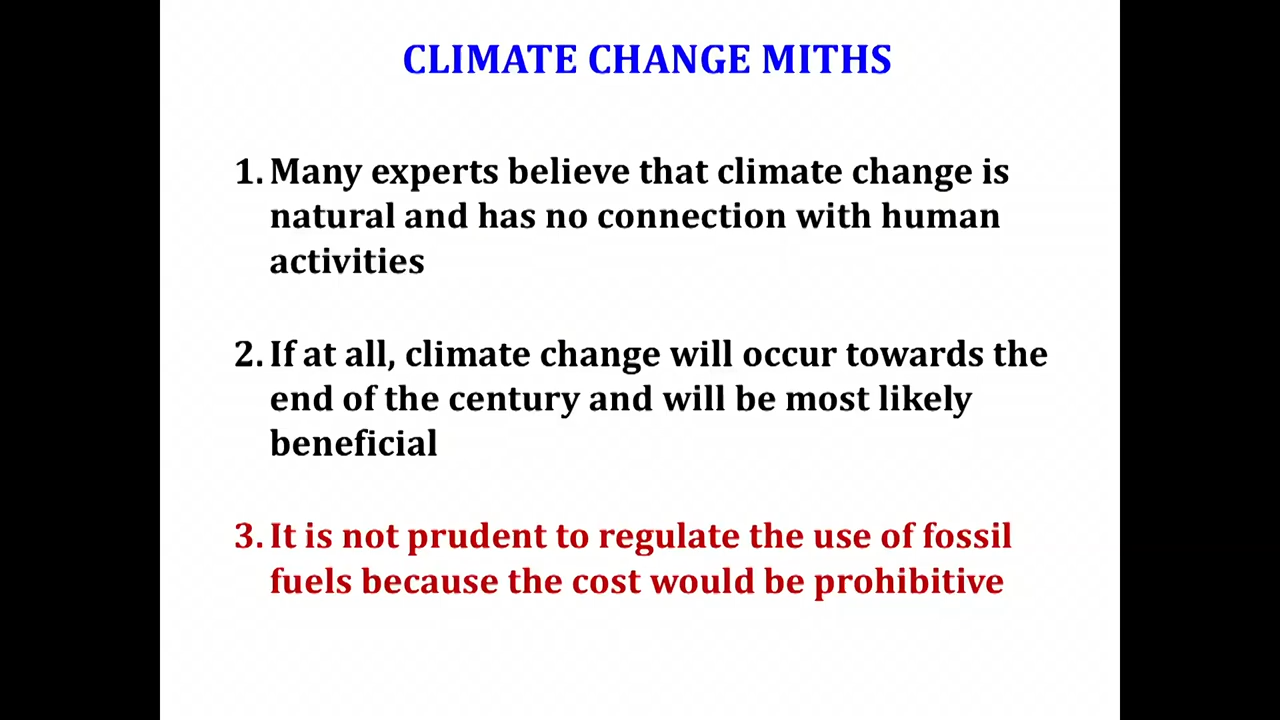 CLIMATE CHANGE MITHS
1. Many experts believe that climate change is
natural and has no connection with human
activities
2. If at all, climate change will occur towards the
end of the century and will be most likely
beneficial
3. It is not prudent to regulate the use of fossil
fuels because the cost would be prohibitive